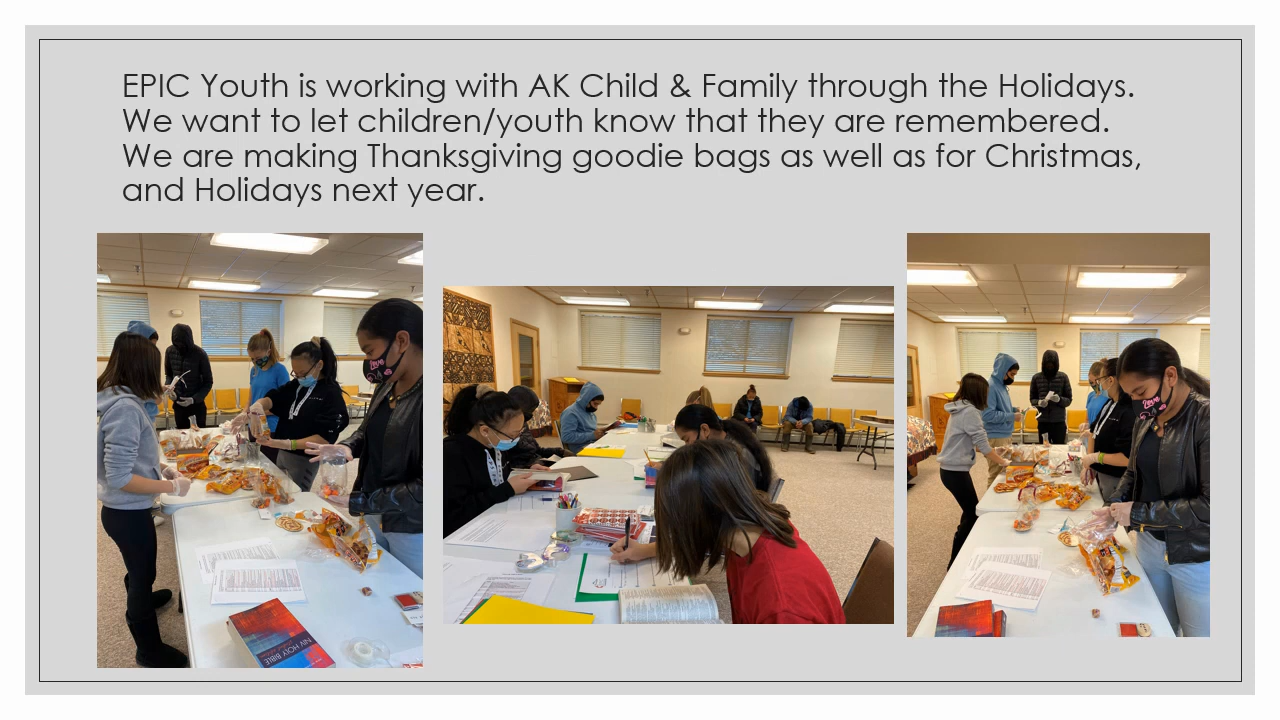 EPIC Youth is working with AK Child & Family through the Holidays.
We want to let children/youth know that they are remembered.
We are making Thanksgiving goodie bags as well as for Christmas,
and Holidays next year.
Love
NIV HOLY BIBLE
Love